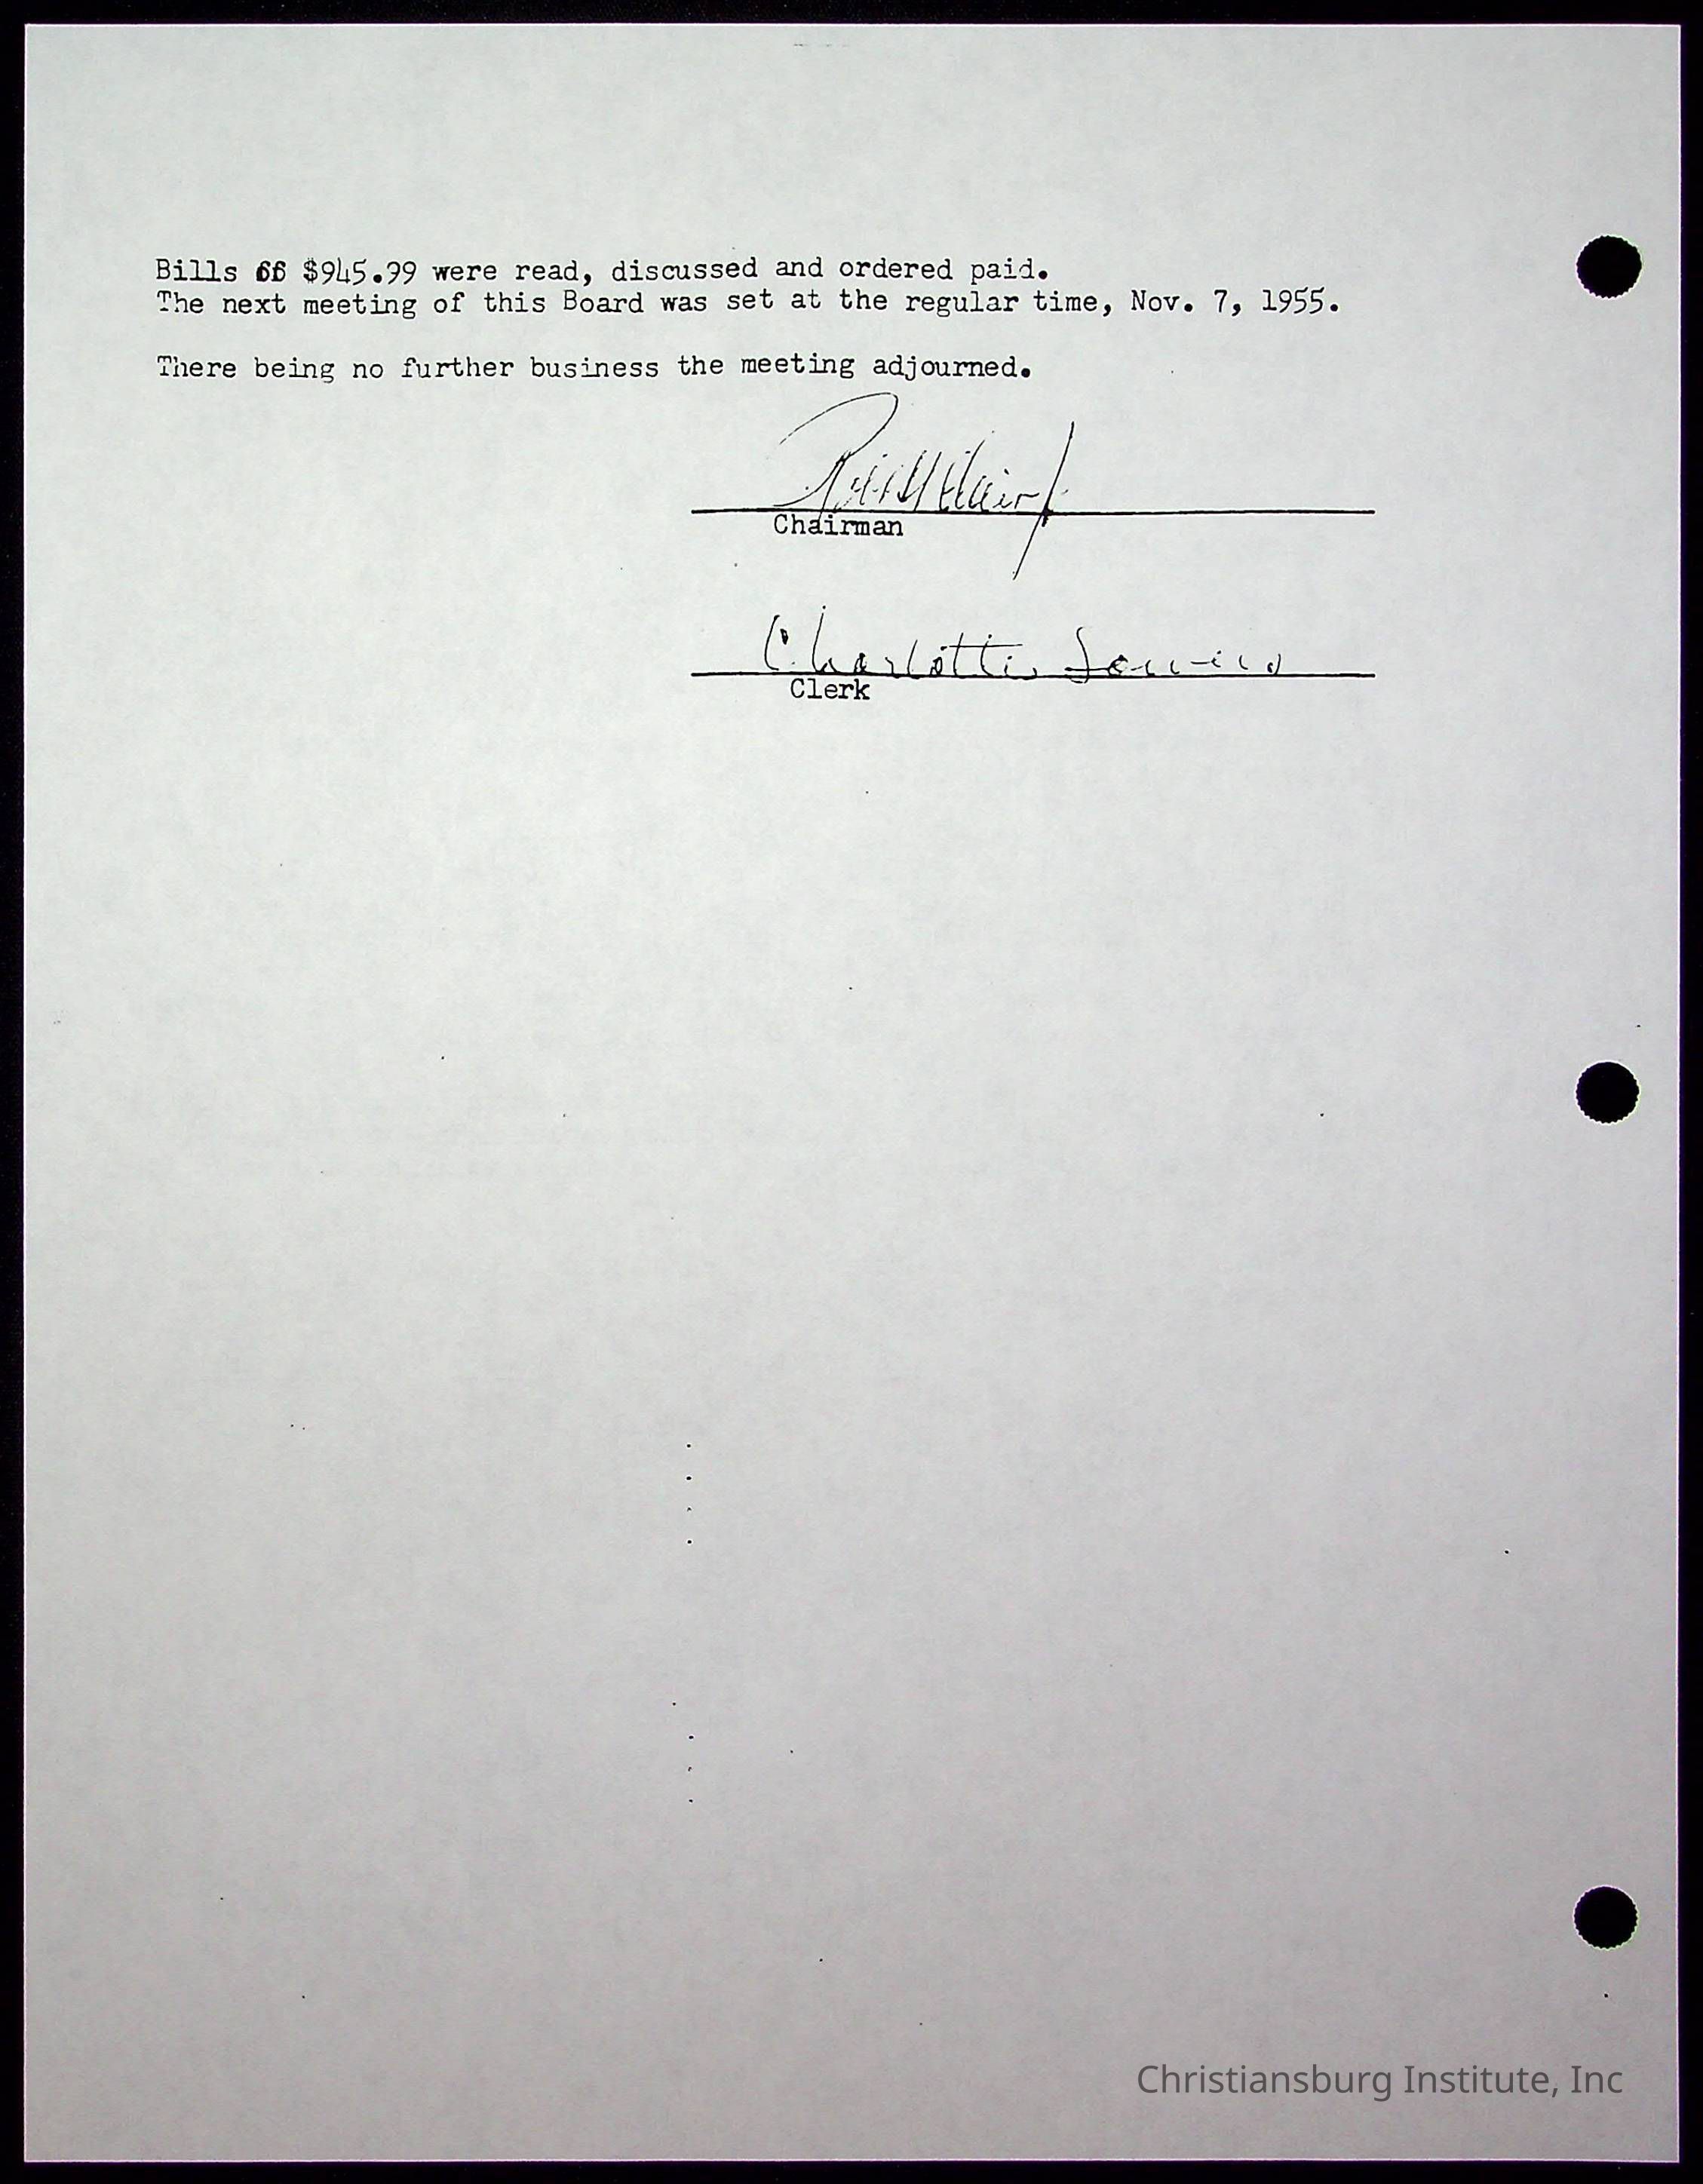 Bills $945.99 were read, discussed and ordered paid.
The next meeting of this Board was set at the regular time, Nov. 7, 1955.
There being no further business the meeting adjourned.
Chairman
Charlotte
Clerk
Christiansburg Institute, Inc